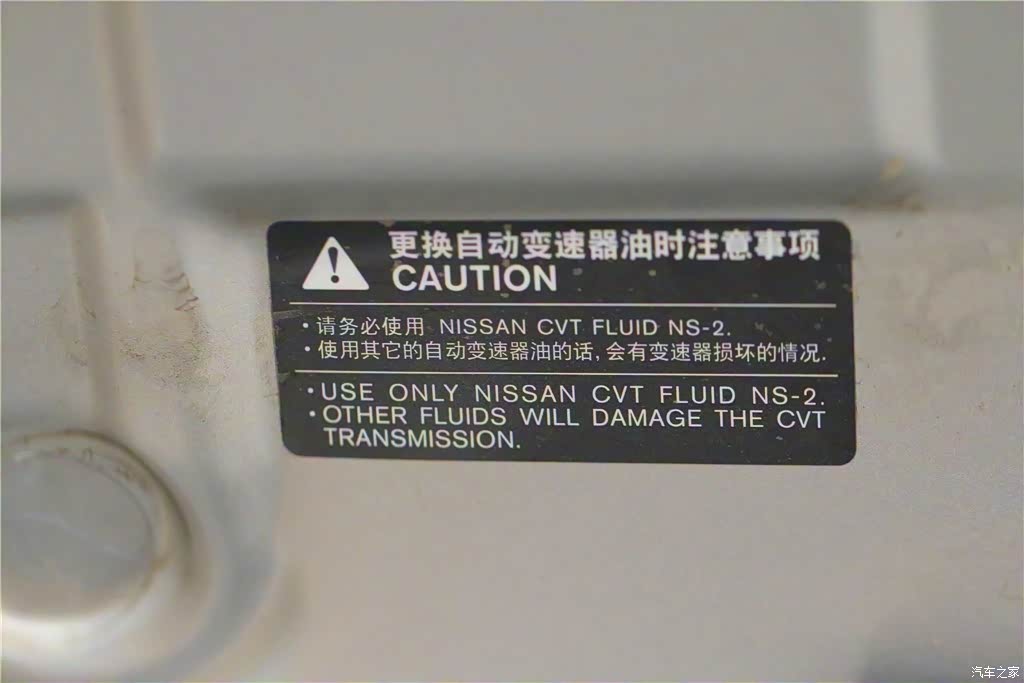 更换自动变速器油时注意事项
CAUTION
·请务必使用 NISSAN CVT FLUID NS-2.
·使用其它的自动变速器油的话,会有变速器损坏的情况.
·USE ONLY NISSAN CVT FLUID NS-2.
·OTHER FLUIDS WILL DAMAGE THE CVT
TRANSMISSION.
汽车之家